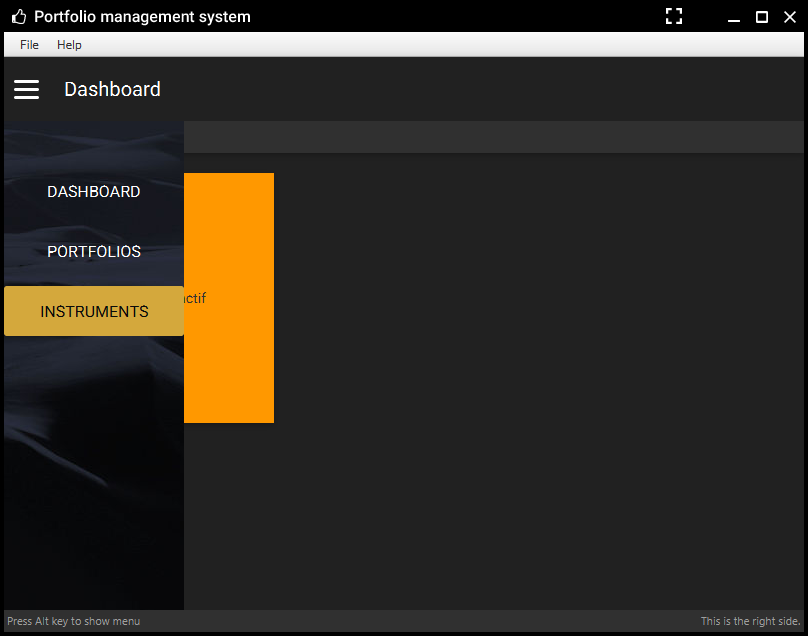 Portfolio management system
File Help
Dashboard
DASHBOARD
PORTFOLIOS
INSTRUMENTS
Press Alt key to show menu
This is the right side.